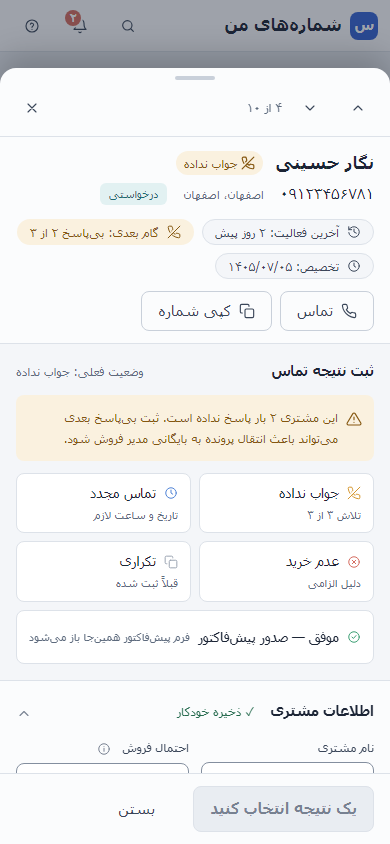 س شماره‌های من ۲
۴ از ۱۰
نگار حسینی جواب نداده
۰۹۱۲۳۴۵۶۷۸۱ اصفهان، اصفهان درخواستی
آخرین فعالیت: ۲ روز پیش گام بعدی: بی‌پاسخ ۲ از ۳
تخصیص: ۱۴۰۵/۰۷/۰۵
تماس کپی شماره
ثبت نتیجه تماس وضعیت فعلی: جواب نداده
این مشتری ۲ بار پاسخ نداده است. ثبت بی‌پاسخ بعدی
می‌تواند باعث انتقال پرونده به بایگانی مدیر فروش شود.
جواب نداده تماس مجدد
تلاش ۳ از ۳ تاریخ و ساعت لازم
عدم خرید تکراری
دلیل الزامی قبلاً ثبت شده
موفق — صدور پیش‌فاکتور فرم پیش‌فاکتور همین‌جا باز می‌شود
اطلاعات مشتری ✓ ذخیره خودکار
نام مشتری احتمال فروش
یک نتیجه انتخاب کنید بستن